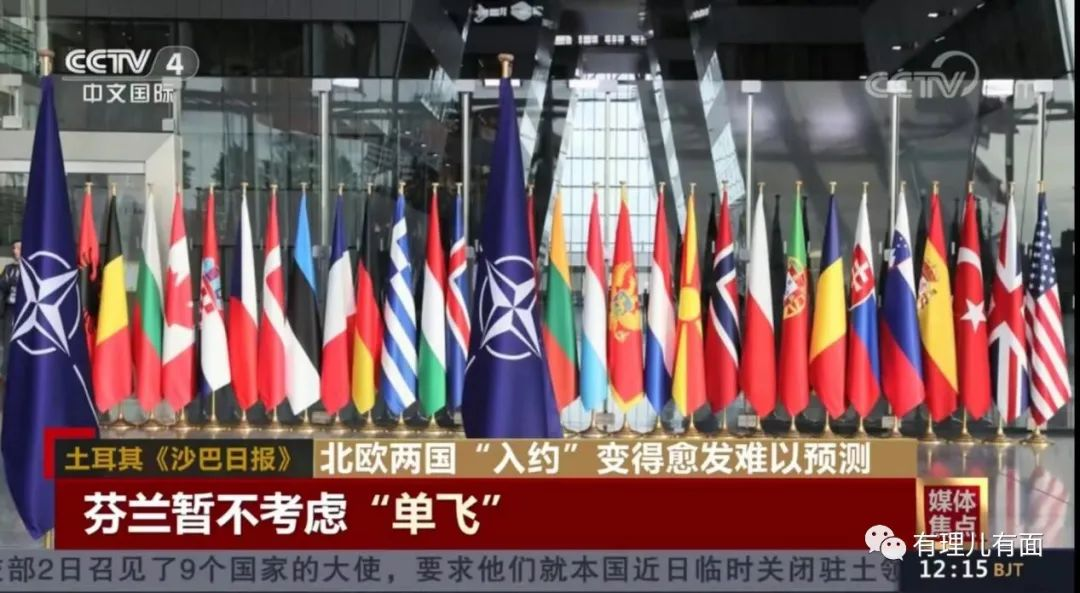 CCTV 4
中文国际
CCTV
土耳其《沙巴日报》
北欧两国“入约”变得愈发难以预测
芬兰暂不考虑“单飞”
媒体
焦点
有理儿有面
部2日召见了9个国家的大使，要求他们就本国近日临时关闭驻土领
12:15 BJT